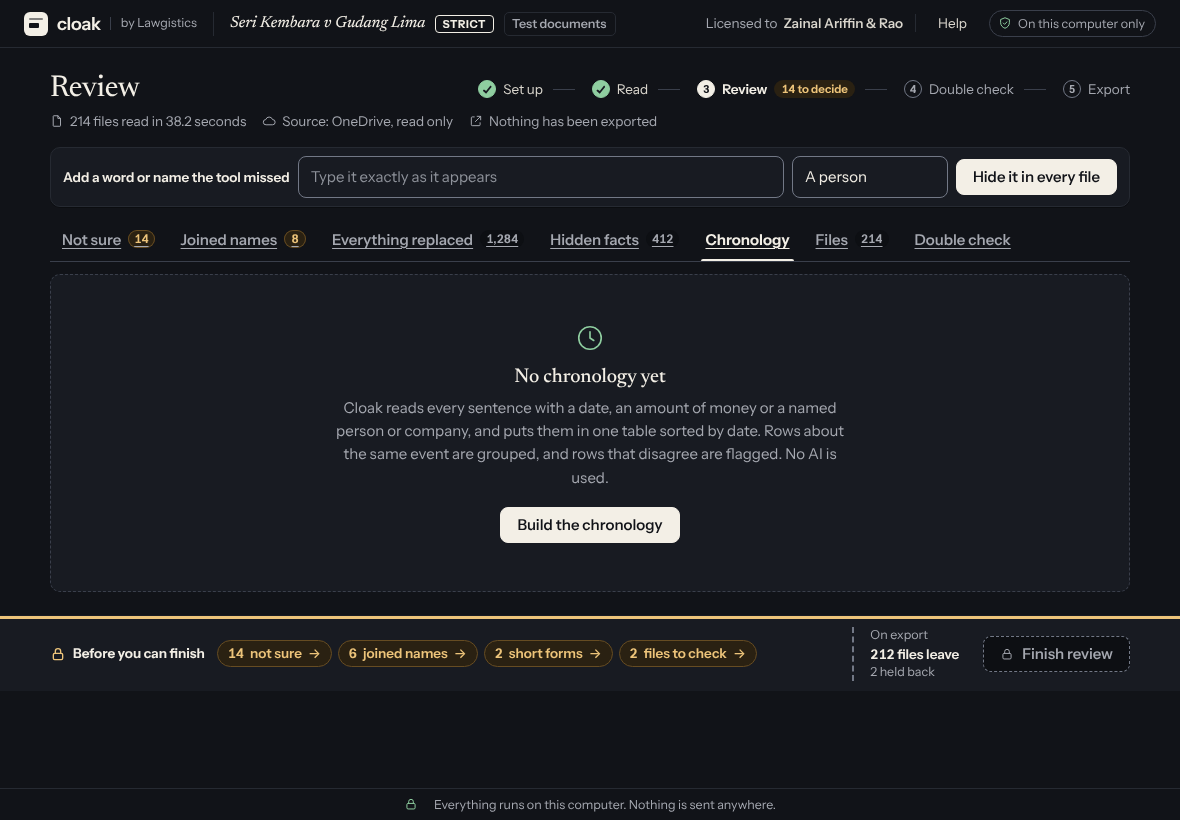 cloak by Lawgistics Seri Kembara v Gudang Lima STRICT Test documents Licensed to Zainal Ariffin & Rao Help On this computer only
Review
Set up Read 3 Review 14 to decide 4 Double check 5 Export
214 files read in 38.2 seconds Source: OneDrive, read only Nothing has been exported
Add a word or name the tool missed Type it exactly as it appears A person Hide it in every file
Not sure 14 Joined names 8 Everything replaced 1,284 Hidden facts 412 Chronology Files 214 Double check
No chronology yet
Cloak reads every sentence with a date, an amount of money or a named
person or company, and puts them in one table sorted by date. Rows about
the same event are grouped, and rows that disagree are flagged. No AI is
used.
Build the chronology
Before you can finish 14 not sure → 6 joined names → 2 short forms → 2 files to check →
On export
212 files leave
2 held back
Finish review
Everything runs on this computer. Nothing is sent anywhere.